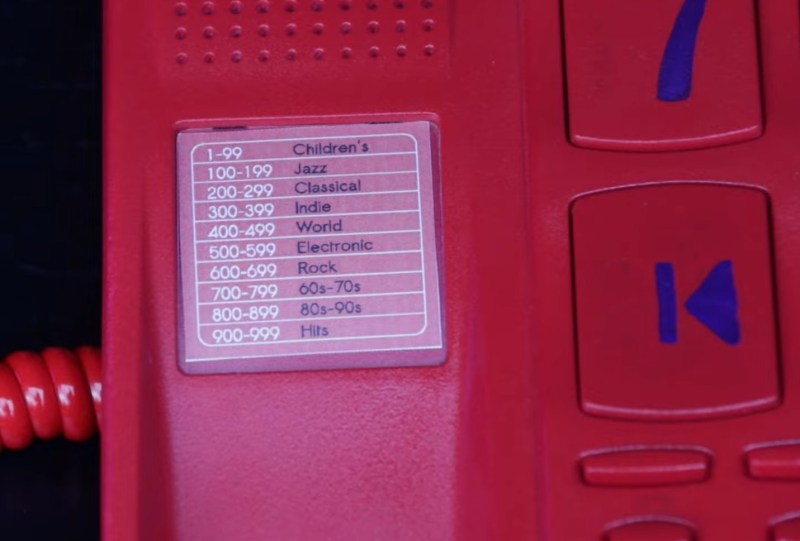 1-99 Children's
100-199 Jazz
200-299 Classical
300-399 Indie
400-499 World
500-599 Electronic
600-699 Rock
700-799 60s-70s
800-899 80s-90s
900-999 Hits
7